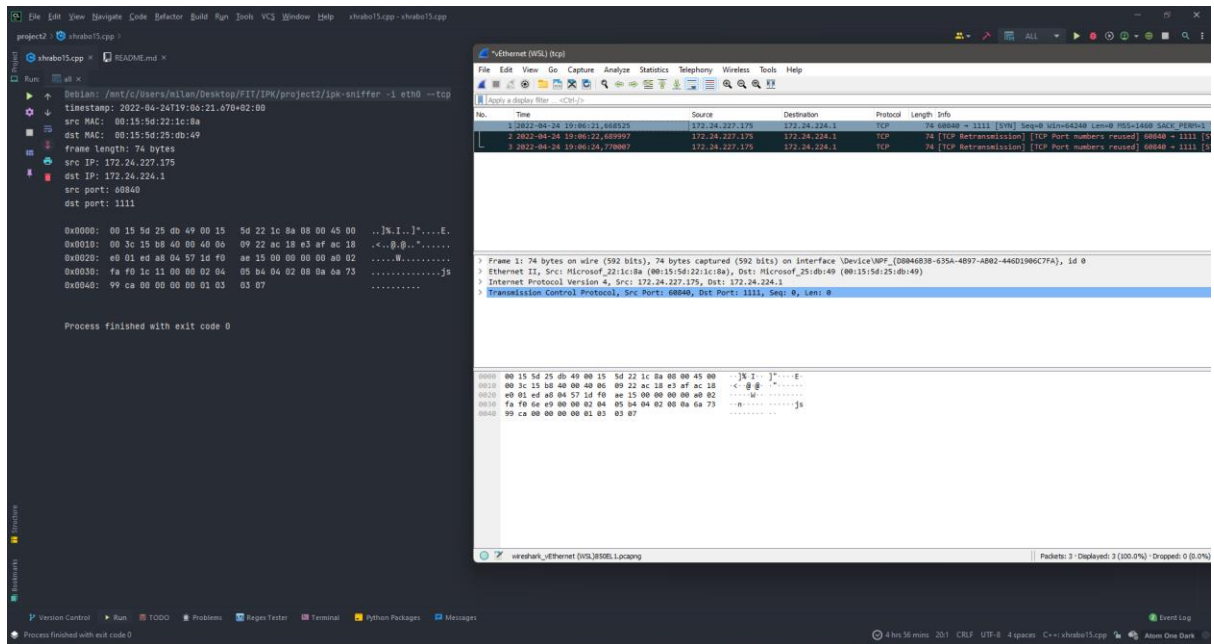 File Edit View Navigate Code Refactor Build Run Tools VCS Window Help xhrabo15.cpp - xhrabo15.cpp
project2 xhrabo15.cpp
ALL
Project
xhrabo15.cpp × README.md ×
Run: all ×
Debian: /mnt/c/Users/milan/Desktop/FIT/IPK/project2/ipk-sniffer -i eth0 --tcp
timestamp: 2022-04-24T19:06:21.670+02:00
src MAC: 00:15:5d:22:1c:8a
dst MAC: 00:15:5d:25:db:49
frame length: 74 bytes
src IP: 172.24.227.175
dst IP: 172.24.224.1
src port: 60840
dst port: 1111
0x0000: 00 15 5d 25 db 49 00 15 5d 22 1c 8a 08 00 45 00 ..]%.I..]"....E.
0x0010: 00 3c 15 b8 40 00 40 06 09 22 ac 18 e3 af ac 18 .<..@.@.."......
0x0020: e0 01 ed a8 04 57 1d f0 ae 15 00 00 00 00 a0 02 .....W..........
0x0030: fa f0 1c 11 00 00 02 04 05 b4 04 02 08 0a 6a 73 ..............js
0x0040: 99 ca 00 00 00 00 01 03 03 07 ..........
Process finished with exit code 0
*vEthernet (WSL) (tcp)
File Edit View Go Capture Analyze Statistics Telephony Wireless Tools Help
Apply a display filter ... <Ctrl-/>
No. Time Source Destination Protocol Length Info
1 2022-04-24 19:06:21,668525 172.24.227.175 172.24.224.1 TCP 74 60840 → 1111 [SYN] Seq=0 Win=64240 Len=0 MSS=1460 SACK_PERM=1
2 2022-04-24 19:06:22,689997 172.24.227.175 172.24.224.1 TCP 74 [TCP Retransmission] [TCP Port numbers reused] 60840 → 1111 [S
3 2022-04-24 19:06:24,770007 172.24.227.175 172.24.224.1 TCP 74 [TCP Retransmission] [TCP Port numbers reused] 60840 → 1111 [S
> Frame 1: 74 bytes on wire (592 bits), 74 bytes captured (592 bits) on interface \Device\NPF_{D8046B38-635A-4B97-AB02-446D1906C7FA}, id 0
> Ethernet II, Src: Microsof_22:1c:8a (00:15:5d:22:1c:8a), Dst: Microsof_25:db:49 (00:15:5d:25:db:49)
> Internet Protocol Version 4, Src: 172.24.227.175, Dst: 172.24.224.1
> Transmission Control Protocol, Src Port: 60840, Dst Port: 1111, Seq: 0, Len: 0
0000 00 15 5d 25 db 49 00 15 5d 22 1c 8a 08 00 45 00 ··]%·I·· ]"····E·
0010 00 3c 15 b8 40 00 40 06 09 22 ac 18 e3 af ac 18 ·<··@·@· ·"······
0020 e0 01 ed a8 04 57 1d f0 ae 15 00 00 00 00 a0 02 ·····W·· ········
0030 fa f0 6e e9 00 00 02 04 05 b4 04 02 08 0a 6a 73 ··n····· ······js
0040 99 ca 00 00 00 00 01 03 03 07 ········ ··
wireshark_vEthernet (WSL)850EL1.pcapng Packets: 3 · Displayed: 3 (100.0%) · Dropped: 0 (0.0%)
Structure
Bookmarks
Version Control Run TODO Problems Regex Tester Terminal Python Packages Messages Event Log
Process finished with exit code 0 4 hrs 56 mins 20:1 CRLF UTF-8 4 spaces C++: xhrabo15.cpp Atom One Dark